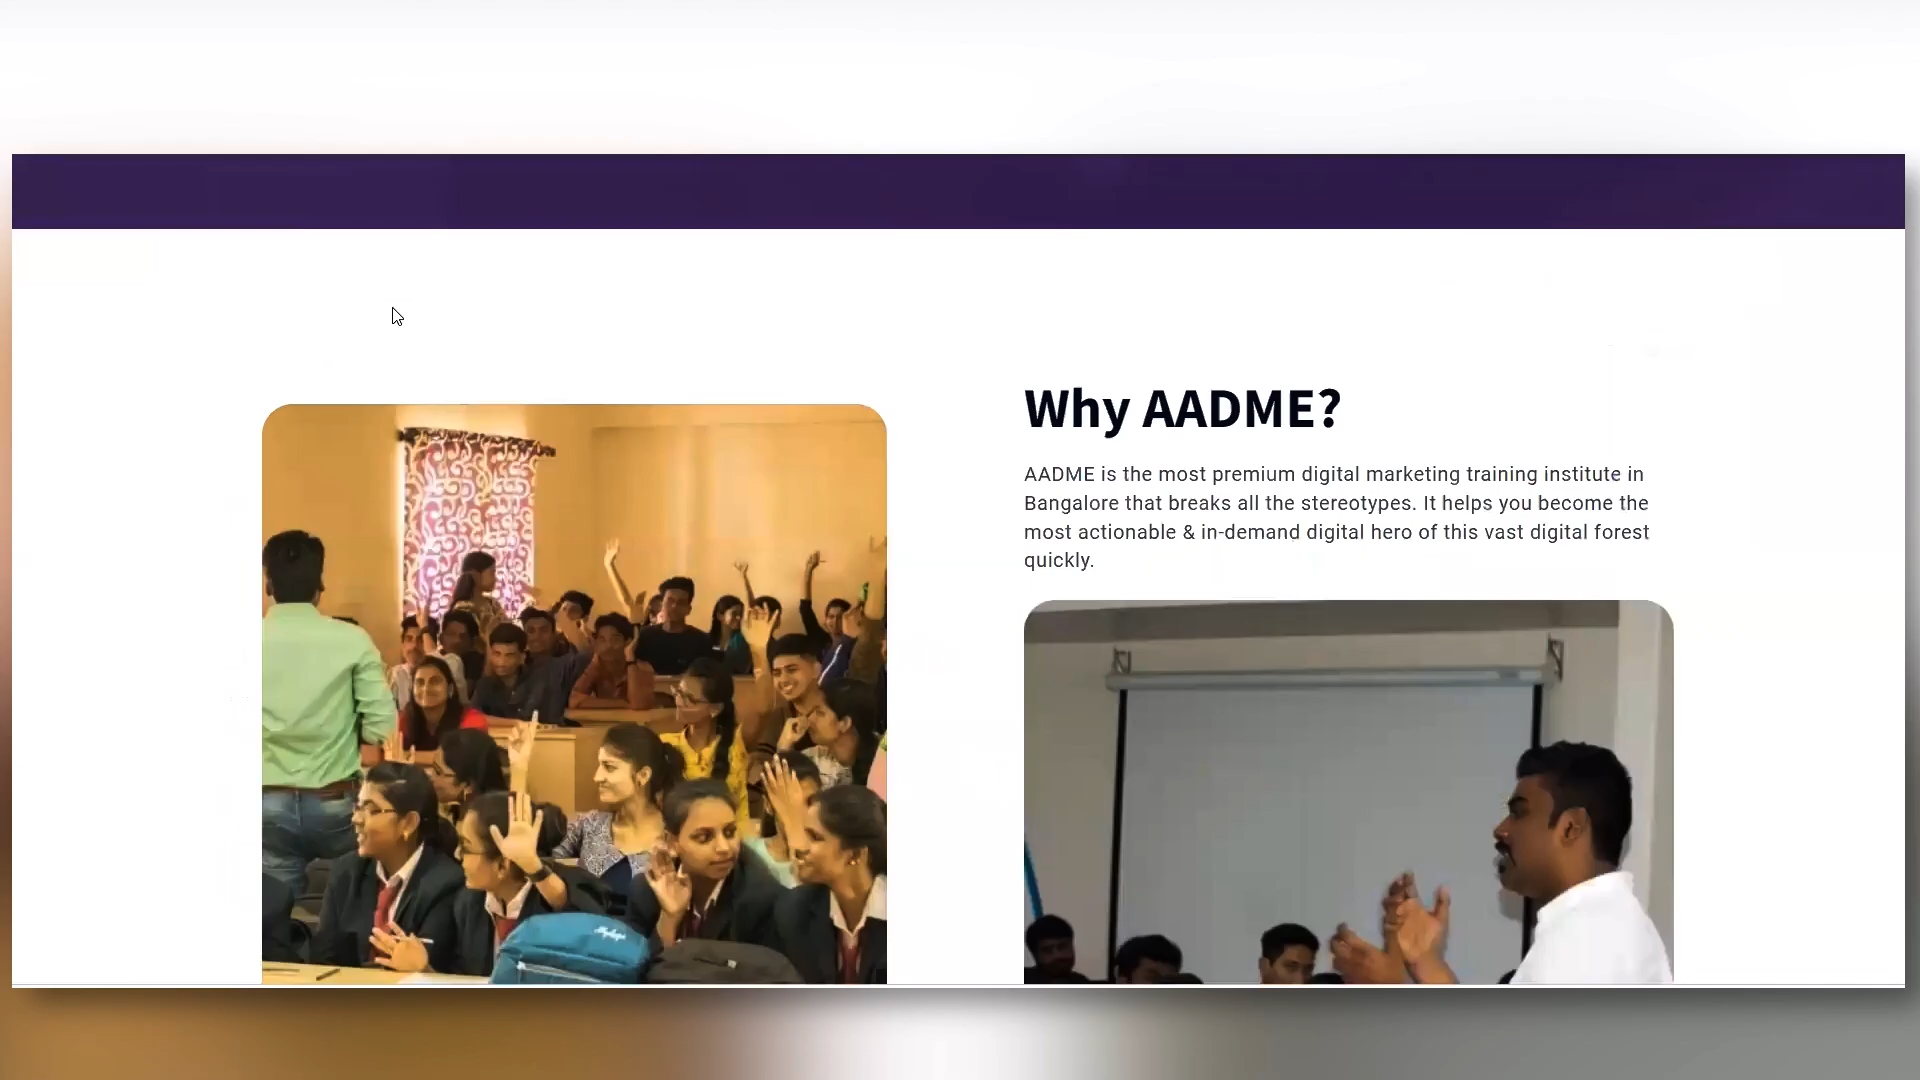 Why AADME?
AADME is the most premium digital marketing training institute in
Bangalore that breaks all the stereotypes. It helps you become the
most actionable & in-demand digital hero of this vast digital forest
quickly.